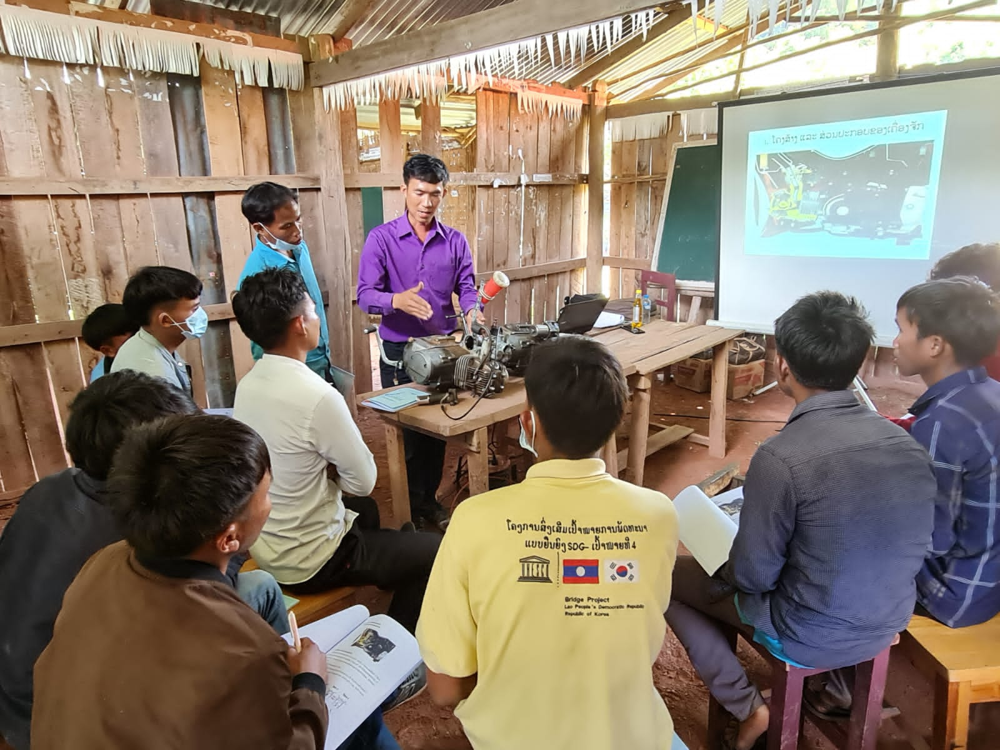 1. ໂຄງສ້າງ ແລະ ສ່ວນປະກອບຂອງເຄື່ອງຈັກ
ໂຄງການສົ່ງເສີມເປົ້າໝາຍການພັດທະນາ
ແບບຍືນຍົງ SDG- ເປົ້າໝາຍທີ 4
UNESCO
Bridge Project
Lao People's Democratic Republic
Republic of Korea